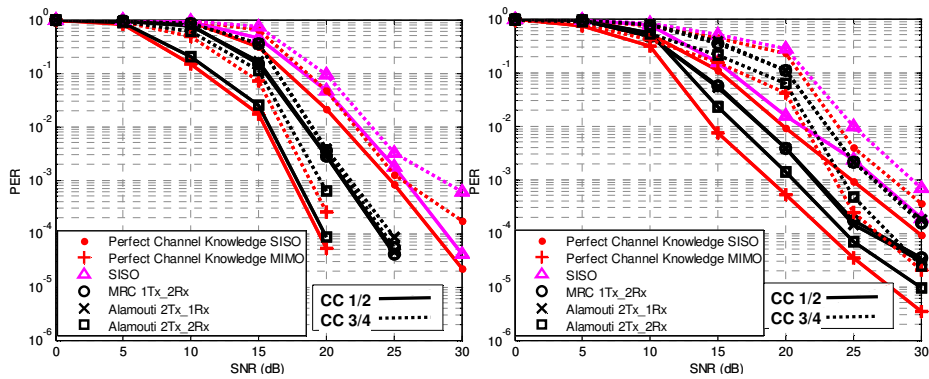 10^0
10^-1
10^-2
10^-3
10^-4
10^-5
10^-6
PER
0 5 10 15 20 25 30
SNR (dB)
Perfect Channel Knowledge SISO
Perfect Channel Knowledge MIMO
SISO
MRC 1Tx_2Rx
Alamouti 2Tx_1Rx
Alamouti 2Tx_2Rx
CC 1/2
CC 3/4
10^0
10^-1
10^-2
10^-3
10^-4
10^-5
10^-6
PER
0 5 10 15 20 25 30
SNR (dB)
Perfect Channel Knowledge SISO
Perfect Channel Knowledge MIMO
SISO
MRC 1Tx_2Rx
Alamouti 2Tx_1Rx
Alamouti 2Tx_2Rx
CC 1/2
CC 3/4